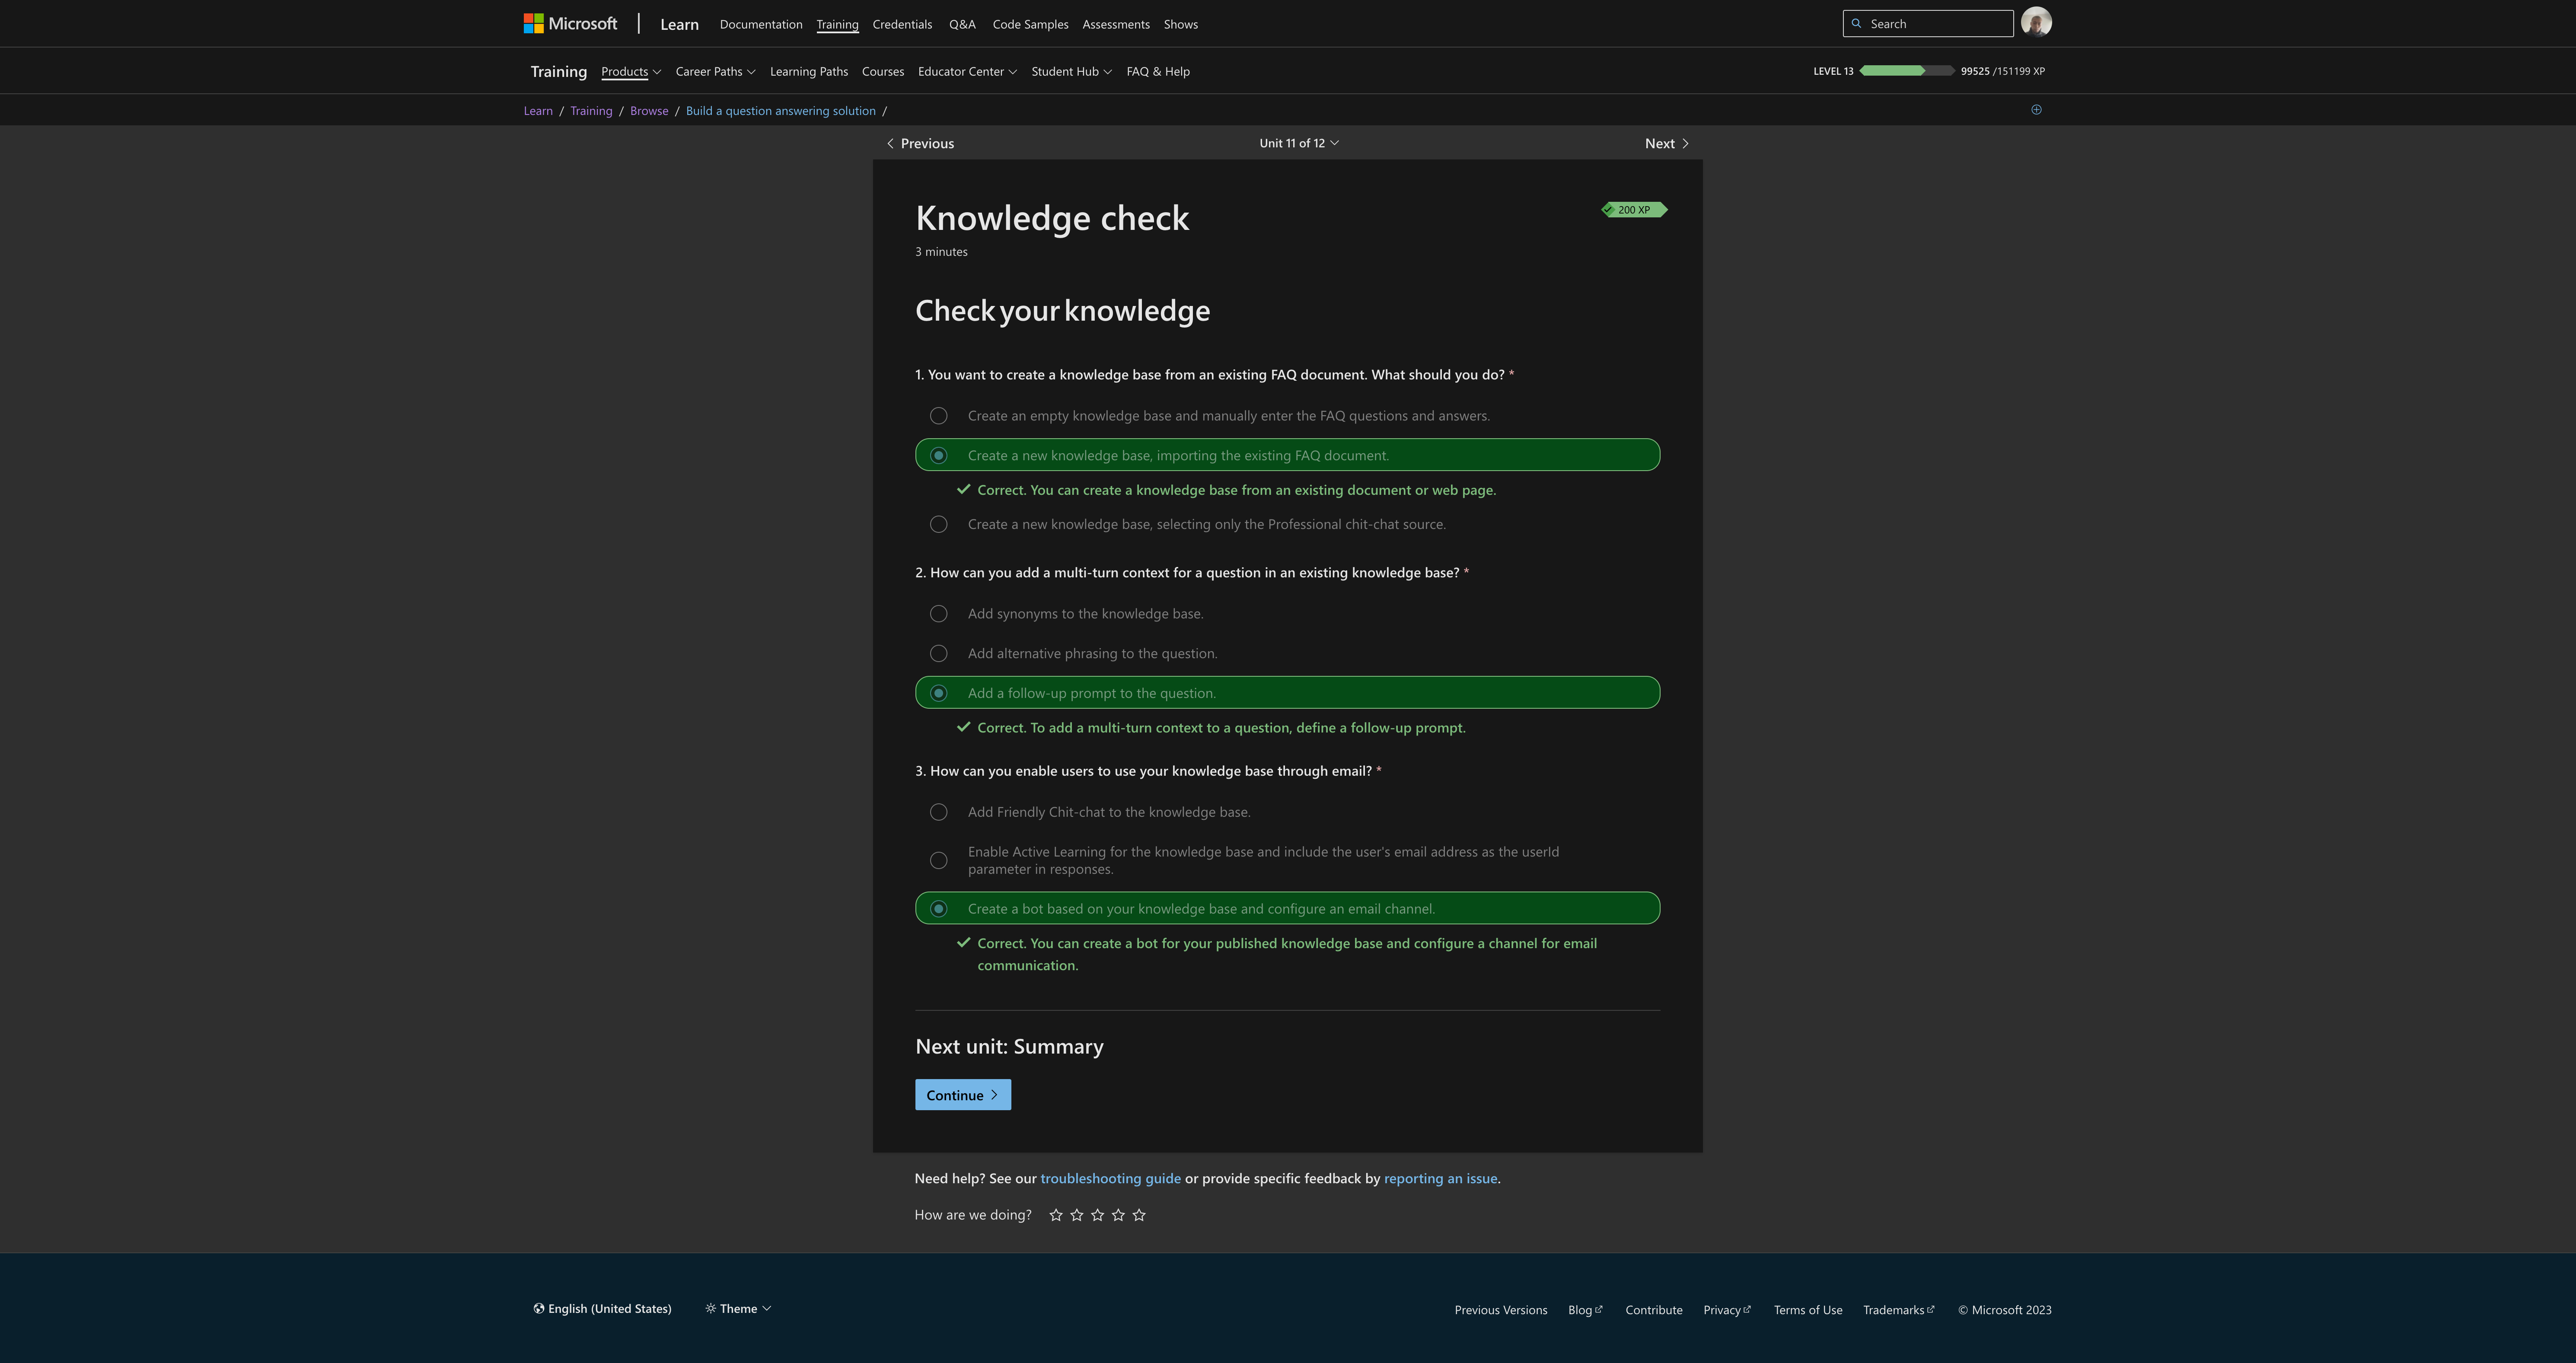 Microsoft | Learn Documentation Training Credentials Q&A Code Samples Assessments Shows Search
Training Products Career Paths Learning Paths Courses Educator Center Student Hub FAQ & Help LEVEL 13 99525 /151199 XP
Learn / Training / Browse / Build a question answering solution /
Previous Unit 11 of 12 Next
Knowledge check
200 XP
3 minutes
Check your knowledge
1. You want to create a knowledge base from an existing FAQ document. What should you do? *
Create an empty knowledge base and manually enter the FAQ questions and answers.
Create a new knowledge base, importing the existing FAQ document.
Correct. You can create a knowledge base from an existing document or web page.
Create a new knowledge base, selecting only the Professional chit-chat source.
2. How can you add a multi-turn context for a question in an existing knowledge base? *
Add synonyms to the knowledge base.
Add alternative phrasing to the question.
Add a follow-up prompt to the question.
Correct. To add a multi-turn context to a question, define a follow-up prompt.
3. How can you enable users to use your knowledge base through email? *
Add Friendly Chit-chat to the knowledge base.
Enable Active Learning for the knowledge base and include the user's email address as the userId
parameter in responses.
Create a bot based on your knowledge base and configure an email channel.
Correct. You can create a bot for your published knowledge base and configure a channel for email
communication.
Next unit: Summary
Continue
Need help? See our troubleshooting guide or provide specific feedback by reporting an issue.
How are we doing?
English (United States) Theme Previous Versions Blog Contribute Privacy Terms of Use Trademarks © Microsoft 2023